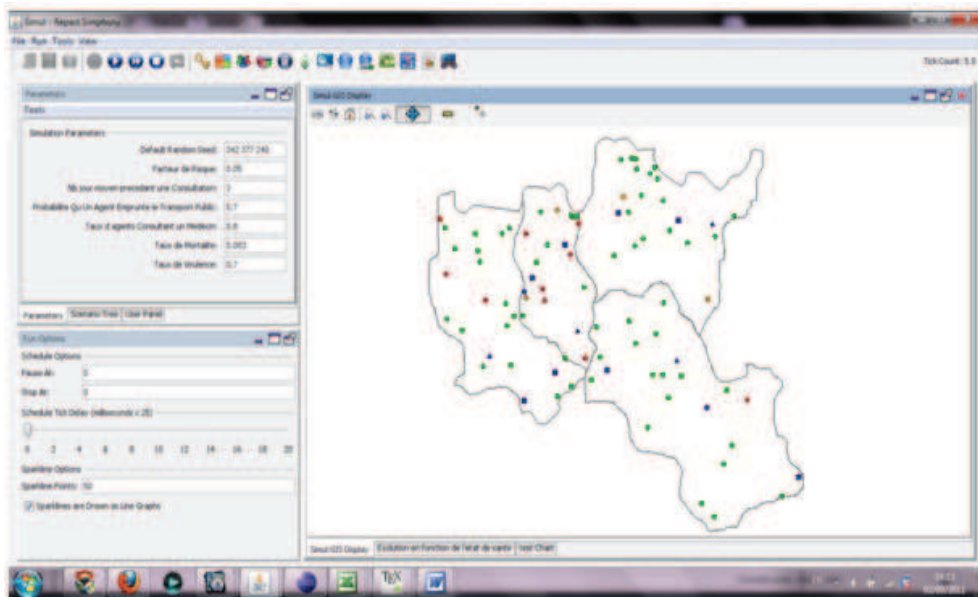 Simul - Repast Simphony
File Run Tools View
Tick Count: 5.0
Parameters
Tools
Simulation Parameters
Default Random Seed: 342 377 248
Facteur de Risque: 0.05
Nb jour moyen precedant une Consultation: 3
Probabilite Qu'Un Agent Emprunte le Transport Public: 0.7
Taux d'agents Consultant un Medecin: 0.8
Taux de Mortalite: 0.003
Taux de Virulence: 0.7
Parameters Scenario Tree User Panel
Run Options
Schedule Options
Pause At: 0
Stop At: 0
Schedule Tick Delay (milliseconds x 25)
0 2 4 6 8 10 12 14 16 18 20
Sparkline Options
Sparkline Points: 50
Sparklines are Drawn as Line Graphs
Simul GIS Display
Simul GIS Display Evolution en fonction de l'etat de sante test Chart
TEX
W